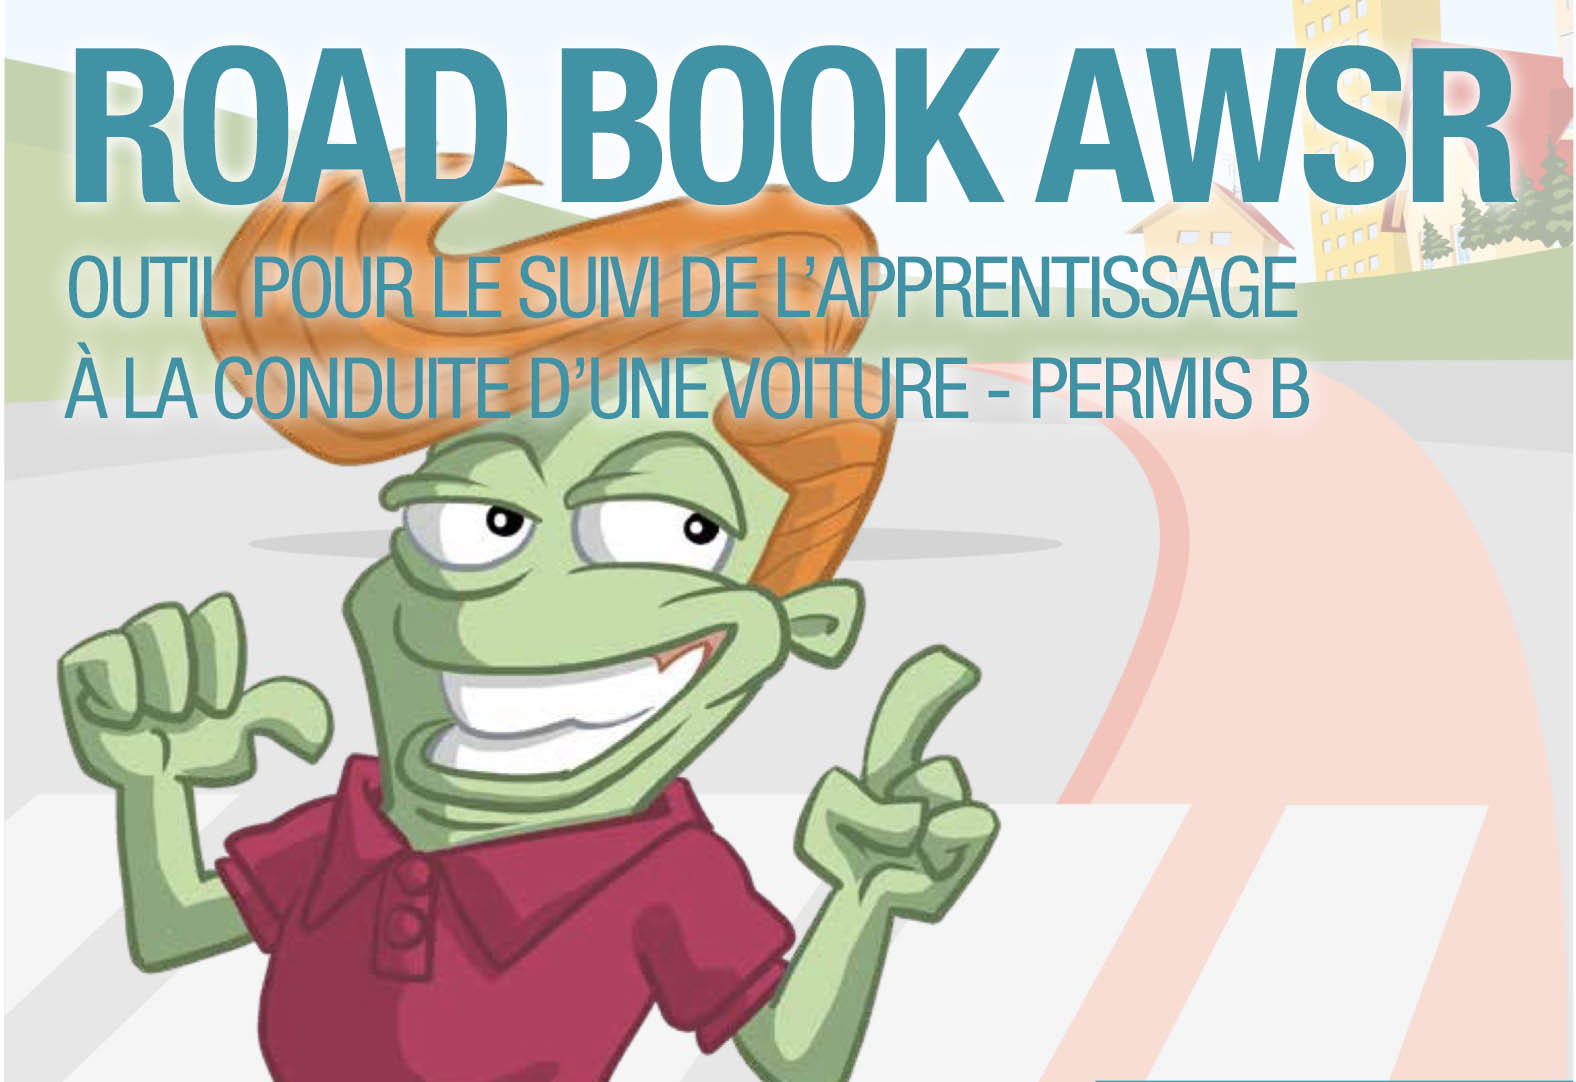 ROAD BOOK AWSR
OUTIL POUR LE SUIVI DE L’APPRENTISSAGE
À LA CONDUITE D’UNE VOITURE - PERMIS B